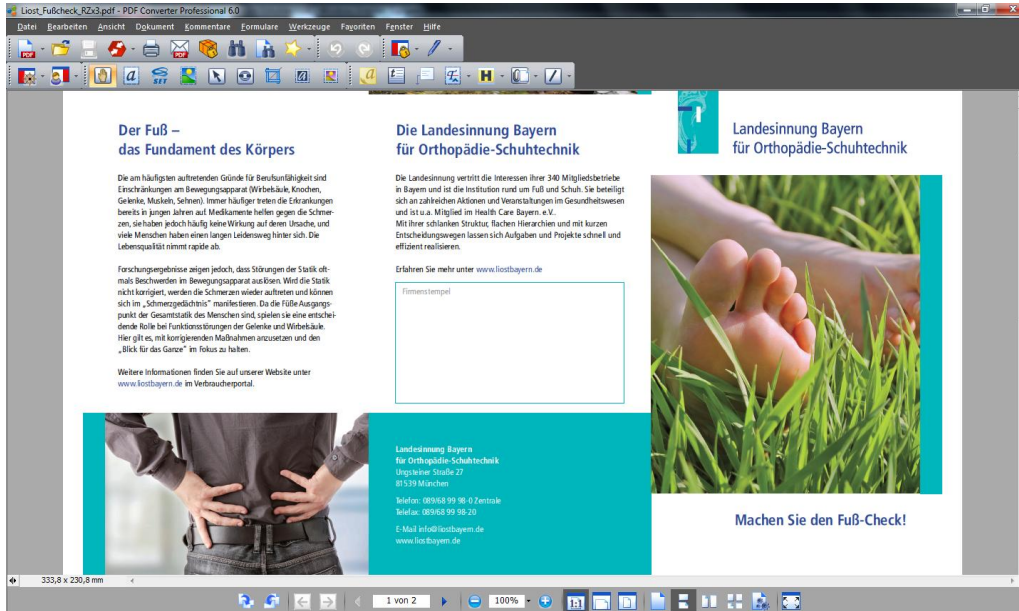 Liost_Fußcheck_RZx3.pdf - PDF Converter Professional 6.0
Datei Bearbeiten Ansicht Dokument Kommentare Formulare Werkzeuge Favoriten Fenster Hilfe
Der Fuß –
das Fundament des Körpers
Die am häufigsten auftretenden Gründe für Berufsunfähigkeit sind
Einschränkungen am Bewegungsapparat (Wirbelsäule, Knochen,
Gelenke, Muskeln, Sehnen). Immer häufiger treten die Erkrankungen
bereits in jungen Jahren auf. Medikamente helfen gegen die Schmer-
zen, sie haben jedoch häufig keine Wirkung auf deren Ursache, und
viele Menschen haben einen langen Leidensweg hinter sich. Die
Lebensqualität nimmt rapide ab.
Forschungsergebnisse zeigen jedoch, dass Störungen der Statik oft-
mals Beschwerden im Bewegungsapparat auslösen. Wird die Statik
nicht korrigiert, werden die Schmerzen wieder auftreten und können
sich im „Schmerzgedächtnis" manifestieren. Da die Füße Ausgangs-
punkt der Gesamtstatik des Menschen sind, spielen sie eine entschei-
dende Rolle bei Funktionsstörungen der Gelenke und Wirbelsäule.
Hier gilt es, mit korrigierenden Maßnahmen anzusetzen und den
„Blick für das Ganze" im Fokus zu halten.
Weitere Informationen finden Sie auf unserer Website unter
www.liostbayern.de im Verbraucherportal.
Die Landesinnung Bayern
für Orthopädie-Schuhtechnik
Die Landesinnung vertritt die Interessen ihrer 340 Mitgliedsbetriebe
in Bayern und ist die Institution rund um Fuß und Schuh. Sie beteiligt
sich an zahlreichen Aktionen und Veranstaltungen im Gesundheitswesen
und ist u.a. Mitglied im Health Care Bayern. e.V..
Mit ihrer schlanken Struktur, flachen Hierarchien und mit kurzen
Entscheidungswegen lassen sich Aufgaben und Projekte schnell und
effizient realisieren.
Erfahren Sie mehr unter www.liostbayern.de
Firmenstempel
Landesinnung Bayern
für Orthopädie-Schuhtechnik
Ungsteiner Straße 27
81539 München
Telefon: 089/68 99 98-0 Zentrale
Telefax: 089/68 99 98-20
E-Mail info@liostbayern.de
www.liostbayern.de
Landesinnung Bayern
für Orthopädie-Schuhtechnik
Machen Sie den Fuß-Check!
333,8 x 230,8 mm
1 von 2
100%
1:1